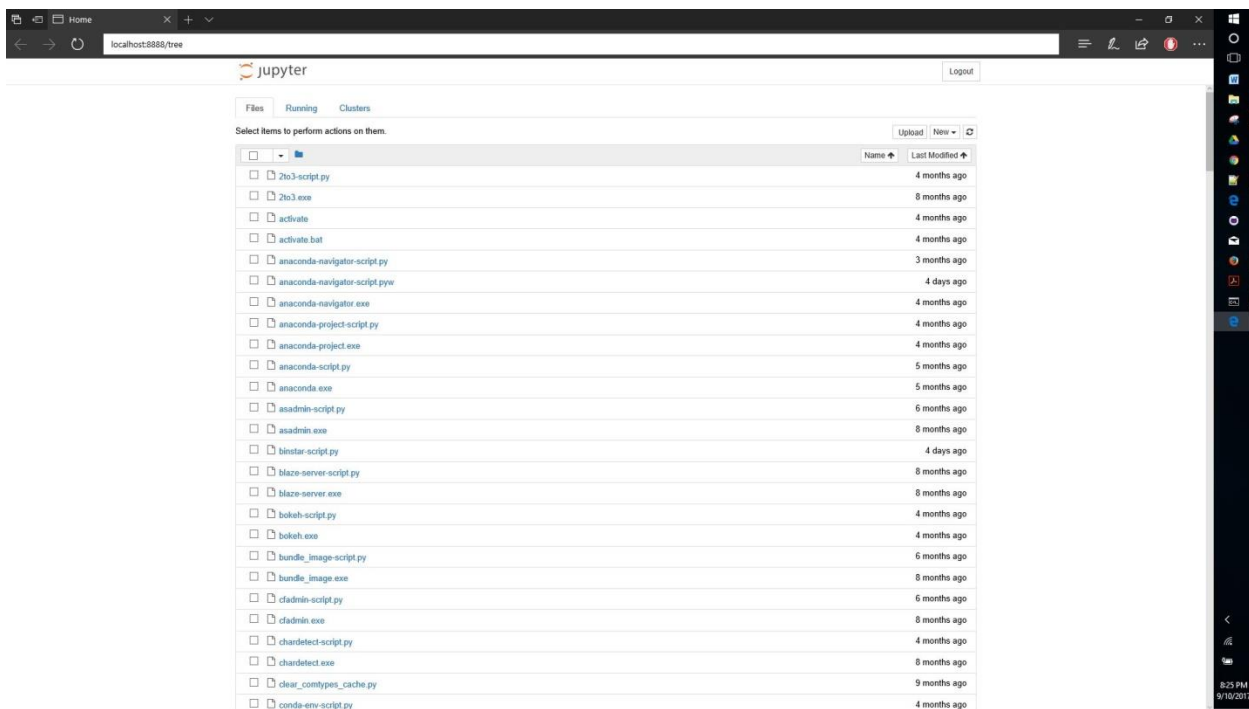 Home
localhost:8888/tree
jupyter
Logout
Files Running Clusters
Select items to perform actions on them.
Upload New
Name Last Modified
2to3-script.py 4 months ago
2to3.exe 8 months ago
activate 4 months ago
activate.bat 4 months ago
anaconda-navigator-script.py 3 months ago
anaconda-navigator-script.pyw 4 days ago
anaconda-navigator.exe 4 months ago
anaconda-project-script.py 4 months ago
anaconda-project.exe 4 months ago
anaconda-script.py 5 months ago
anaconda.exe 5 months ago
asadmin-script.py 6 months ago
asadmin.exe 8 months ago
binstar-script.py 4 days ago
blaze-server-script.py 8 months ago
blaze-server.exe 8 months ago
bokeh-script.py 4 months ago
bokeh.exe 4 months ago
bundle_image-script.py 6 months ago
bundle_image.exe 8 months ago
cfadmin-script.py 6 months ago
cfadmin.exe 8 months ago
chardetect-script.py 4 months ago
chardetect.exe 8 months ago
clear_comtypes_cache.py 9 months ago
conda-env-script.py 4 months ago
8:25 PM
9/10/2017